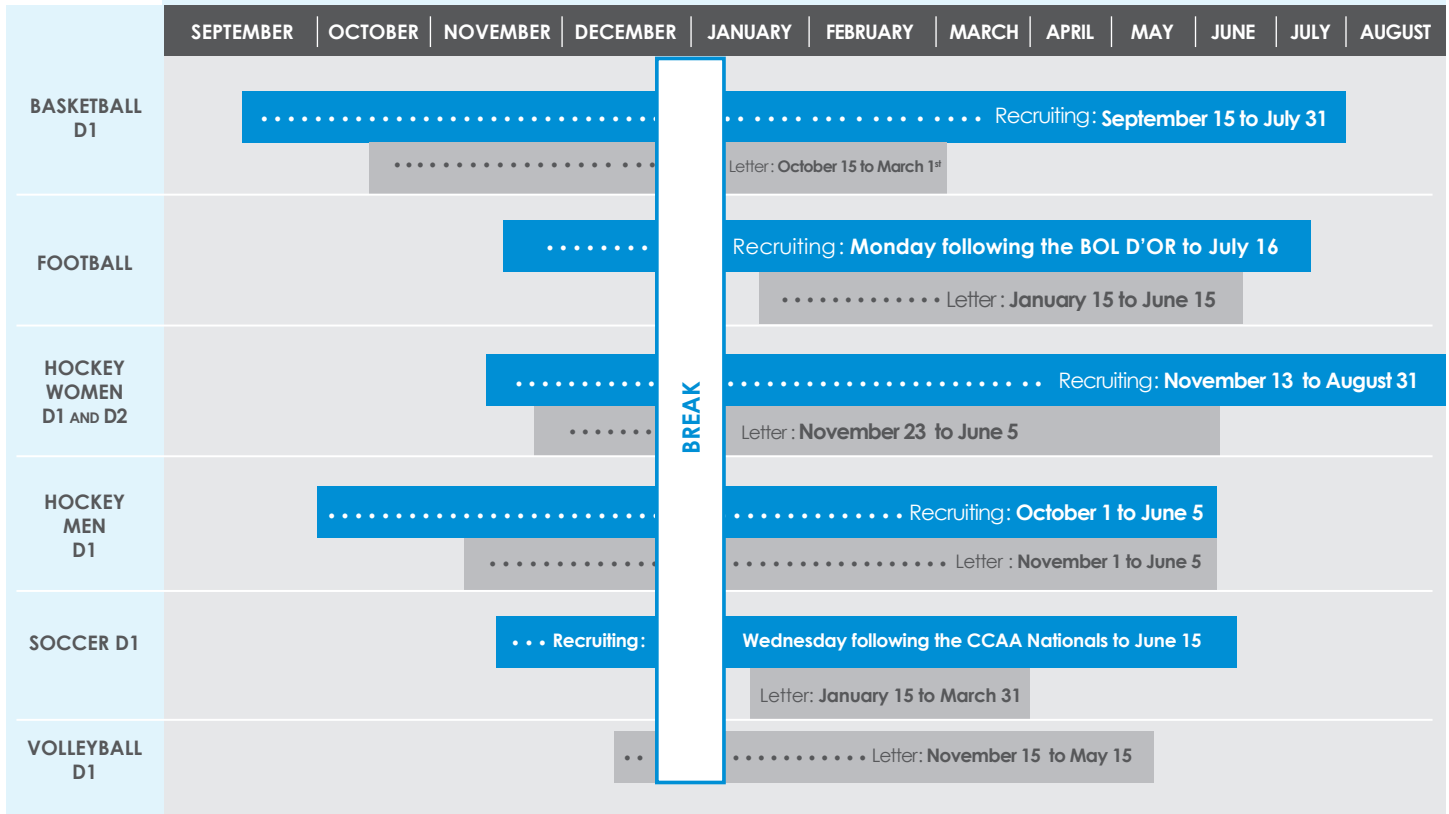 SEPTEMBER OCTOBER NOVEMBER DECEMBER JANUARY FEBRUARY MARCH APRIL MAY JUNE JULY AUGUST
BASKETBALL
D1
Recruiting: September 15 to July 31
Letter: October 15 to March 1st
FOOTBALL
Recruiting: Monday following the BOL D’OR to July 16
Letter: January 15 to June 15
HOCKEY
WOMEN
D1 AND D2
Recruiting: November 13 to August 31
Letter: November 23 to June 5
BREAK
HOCKEY
MEN
D1
Recruiting: October 1 to June 5
Letter : November 1 to June 5
SOCCER D1
Recruiting: Wednesday following the CCAA Nationals to June 15
Letter: January 15 to March 31
VOLLEYBALL
D1
Letter: November 15 to May 15